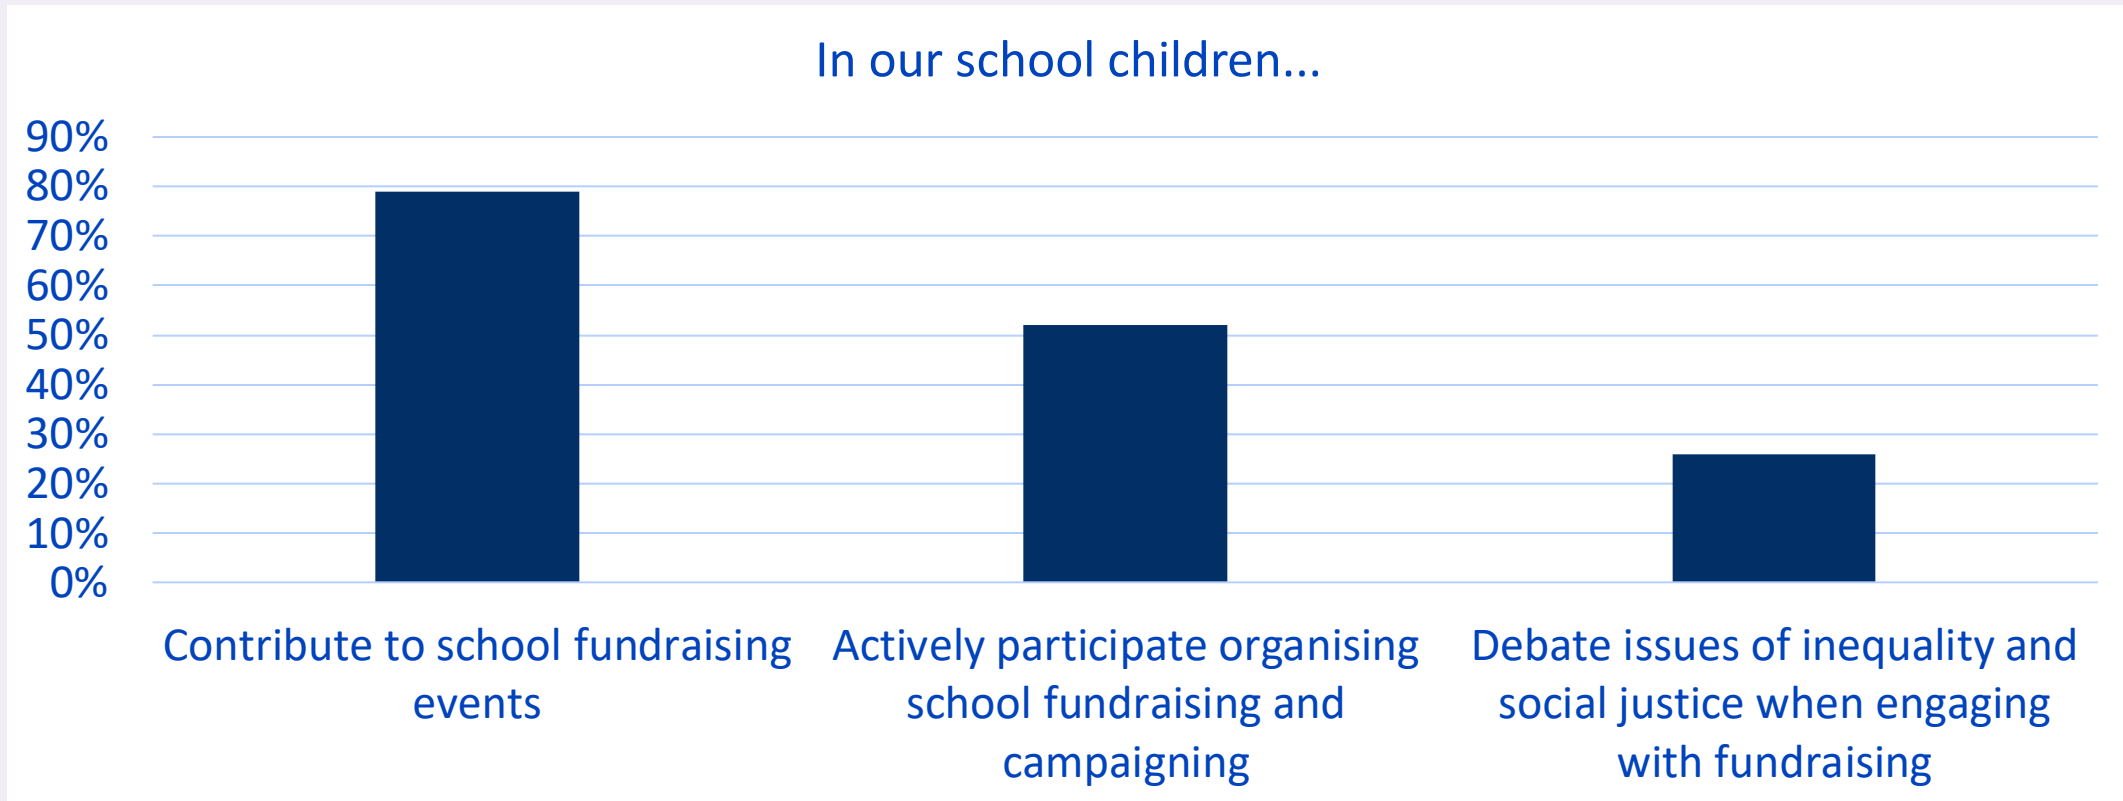 In our school children...
90%
80%
70%
60%
50%
40%
30%
20%
10%
0%
Contribute to school fundraising
events
Actively participate organising
school fundraising and
campaigning
Debate issues of inequality and
social justice when engaging
with fundraising